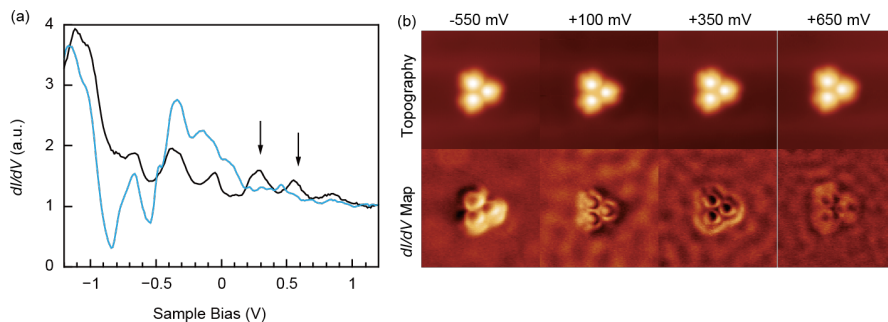 (a)
4
3
2
1
0
dI/dV (a.u.)
−1
−0.5
0
0.5
1
Sample Bias (V)
(b)
-550 mV
+100 mV
+350 mV
+650 mV
Topography
dI/dV Map